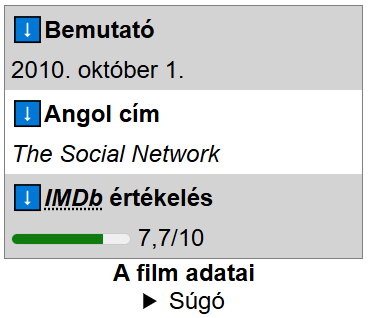 ⬇️Bemutató
2010. október 1.
⬇️Angol cím
The Social Network
⬇️IMDb értékelés
7,7/10
A film adatai
▶ Súgó